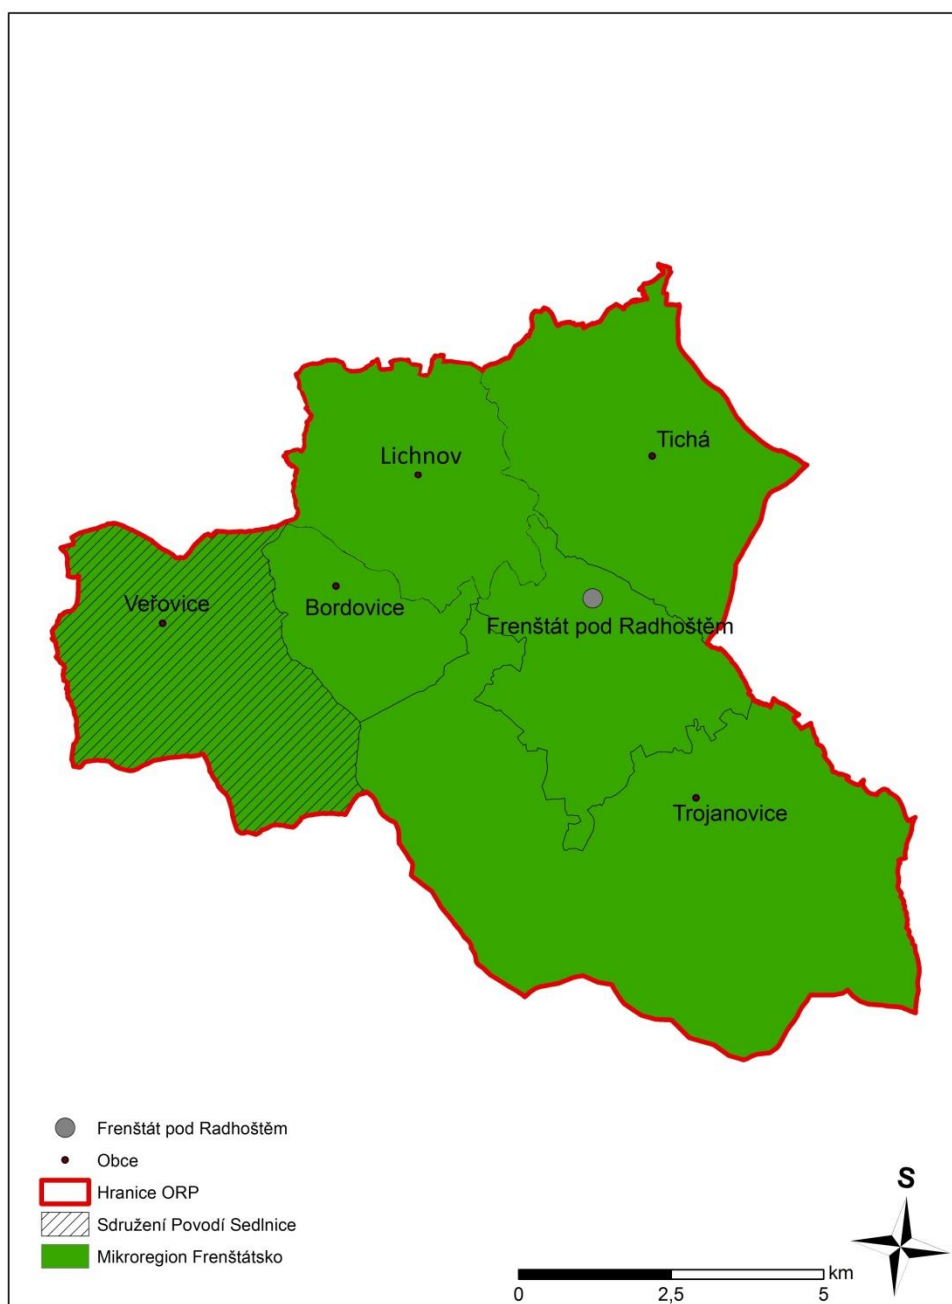 Tichá
Lichnov
Veřovice
Bordovice
Frenštát pod Radhoštěm
Trojanovice
Frenštát pod Radhoštěm
Obce
Hranice ORP
Sdružení Povodí Sedlnice
Mikroregion Frenštátsko
S
km
0 2,5 5